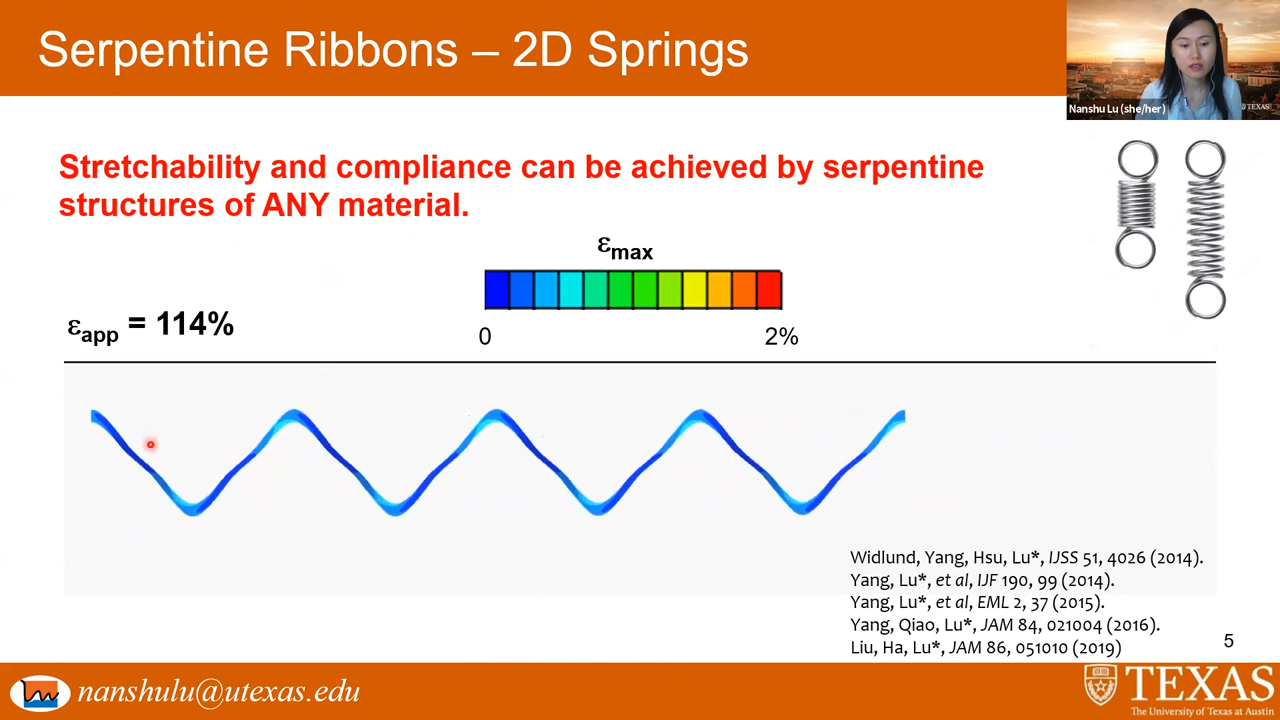 Serpentine Ribbons – 2D Springs
Nanshu Lu (she/her)
TEXAS
Stretchability and compliance can be achieved by serpentine
structures of ANY material.
εmax
εapp = 114%
0 2%
Widlund, Yang, Hsu, Lu*, IJSS 51, 4026 (2014).
Yang, Lu*, et al, IJF 190, 99 (2014).
Yang, Lu*, et al, EML 2, 37 (2015).
Yang, Qiao, Lu*, JAM 84, 021004 (2016).
Liu, Ha, Lu*, JAM 86, 051010 (2019)
5
nanshulu@utexas.edu
TEXAS
The University of Texas at Austin